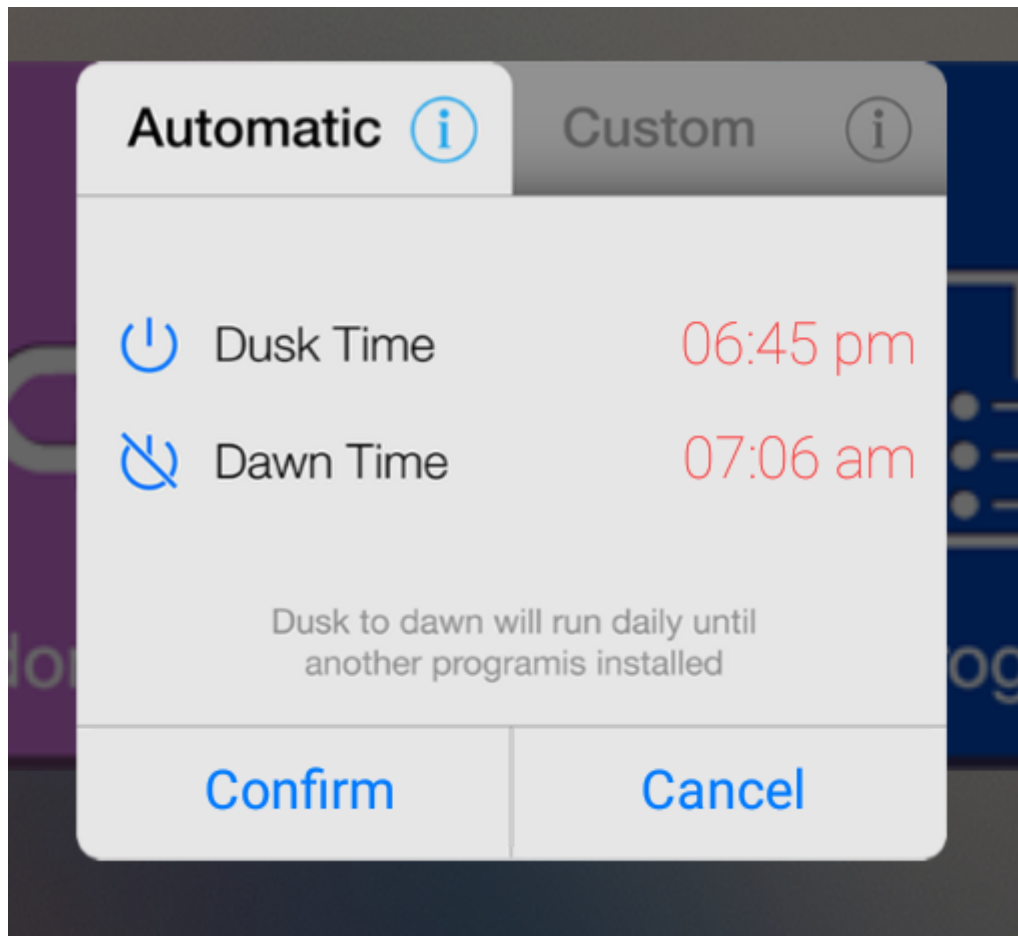 Automatic i Custom i
Dusk Time 06:45 pm
Dawn Time 07:06 am
Dusk to dawn will run daily until
another programis installed
Confirm Cancel